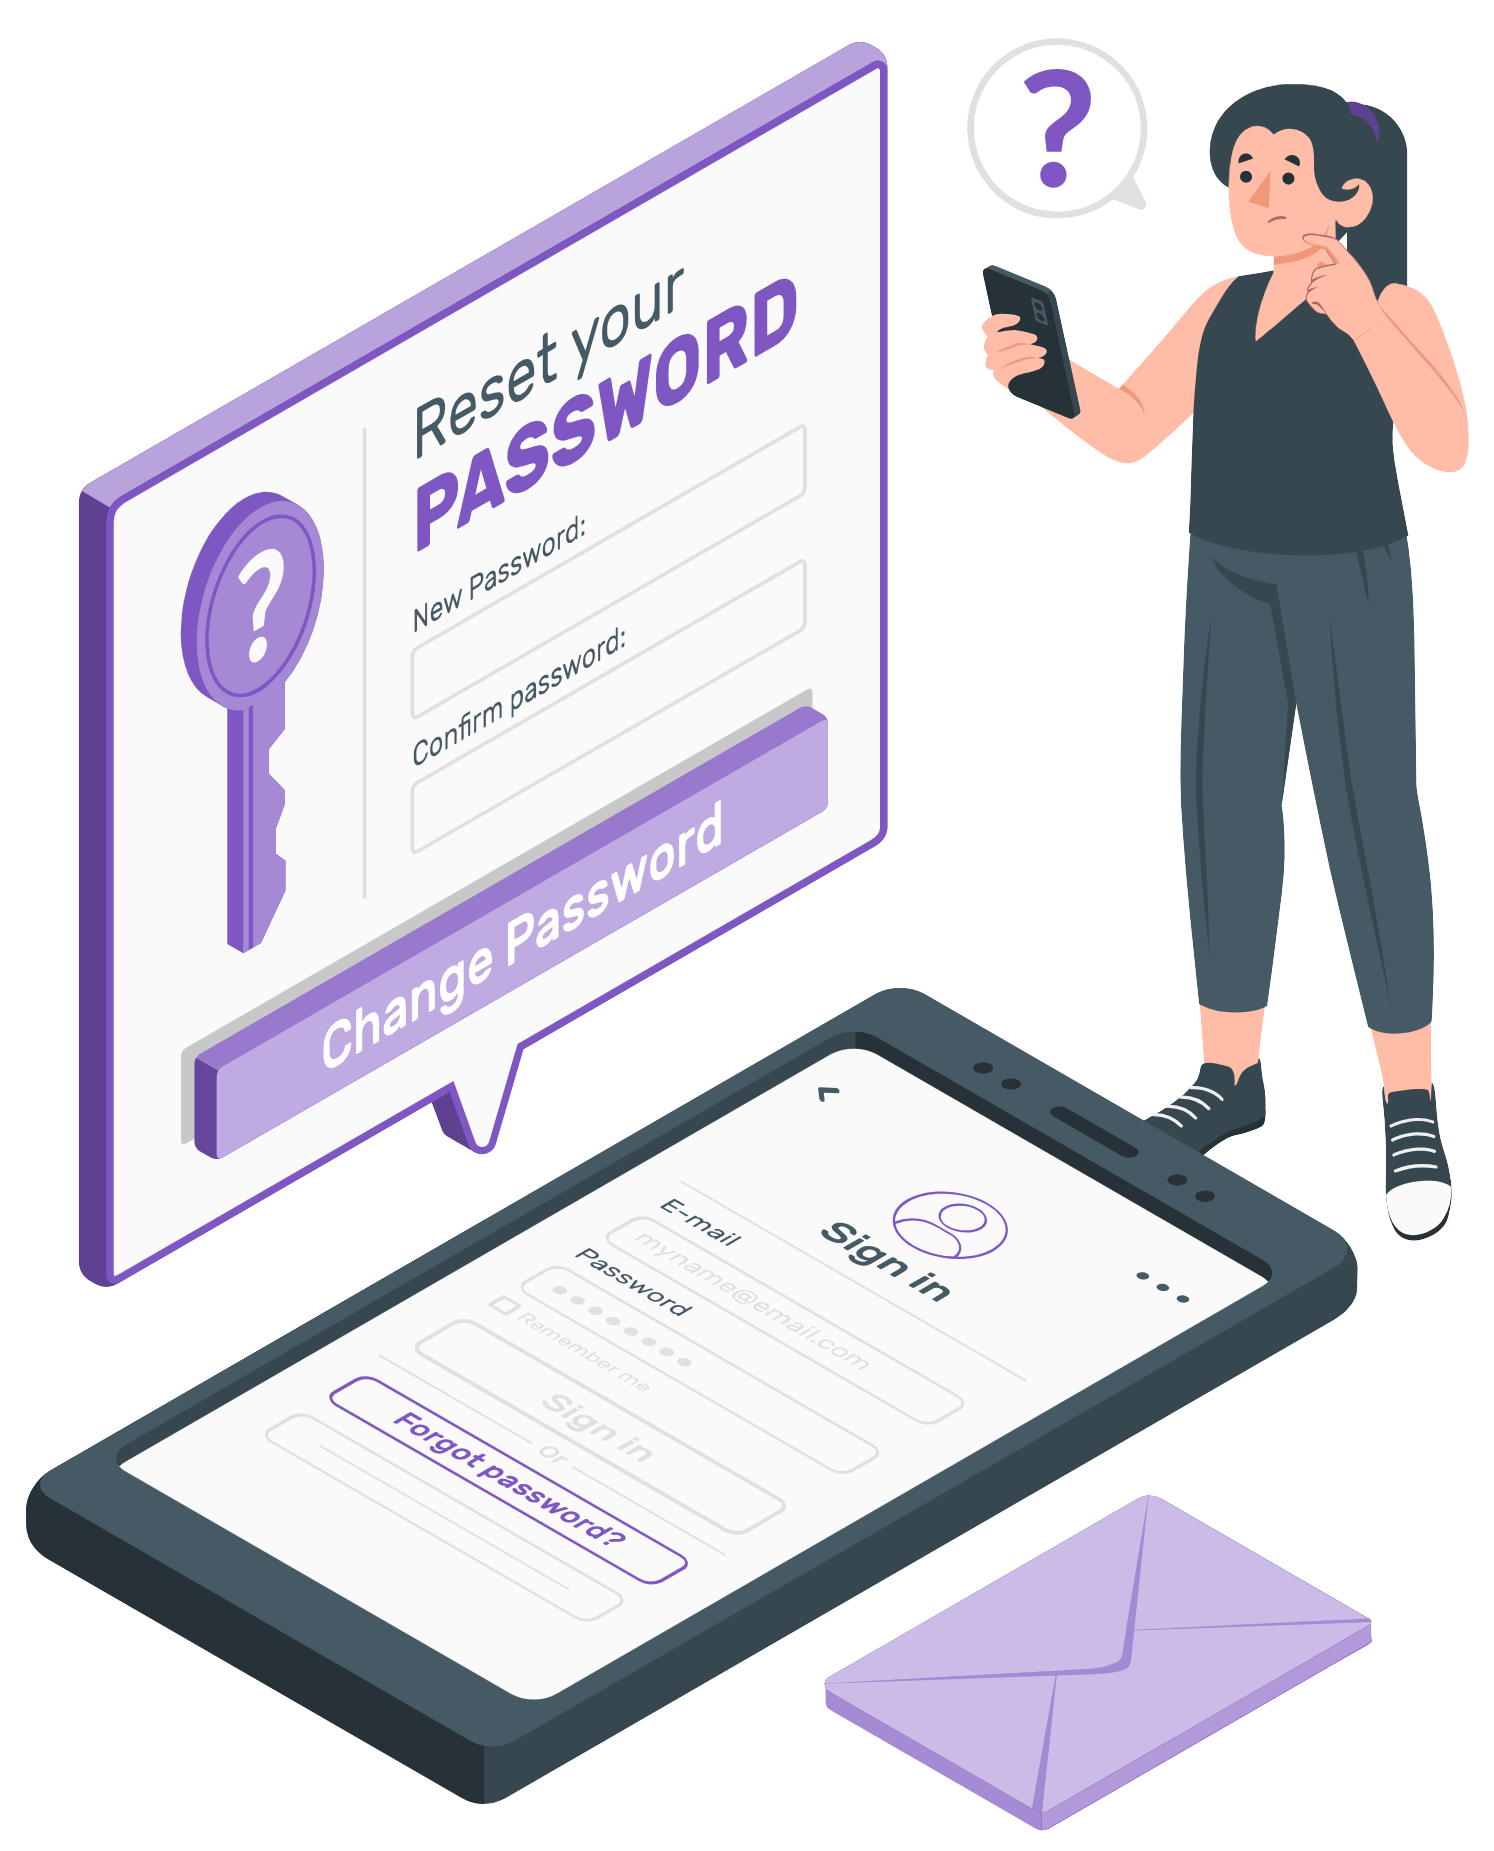 ?
Reset your
PASSWORD
?
New Password:
Confirm password:
Change Password
Sign in
E-mail
myname@email.com
Password
Remember me
Sign in
Or
Forgot password?